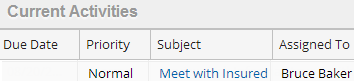 Current Activities
Due Date Priority Subject Assigned To
Normal Meet with Insured Bruce Baker